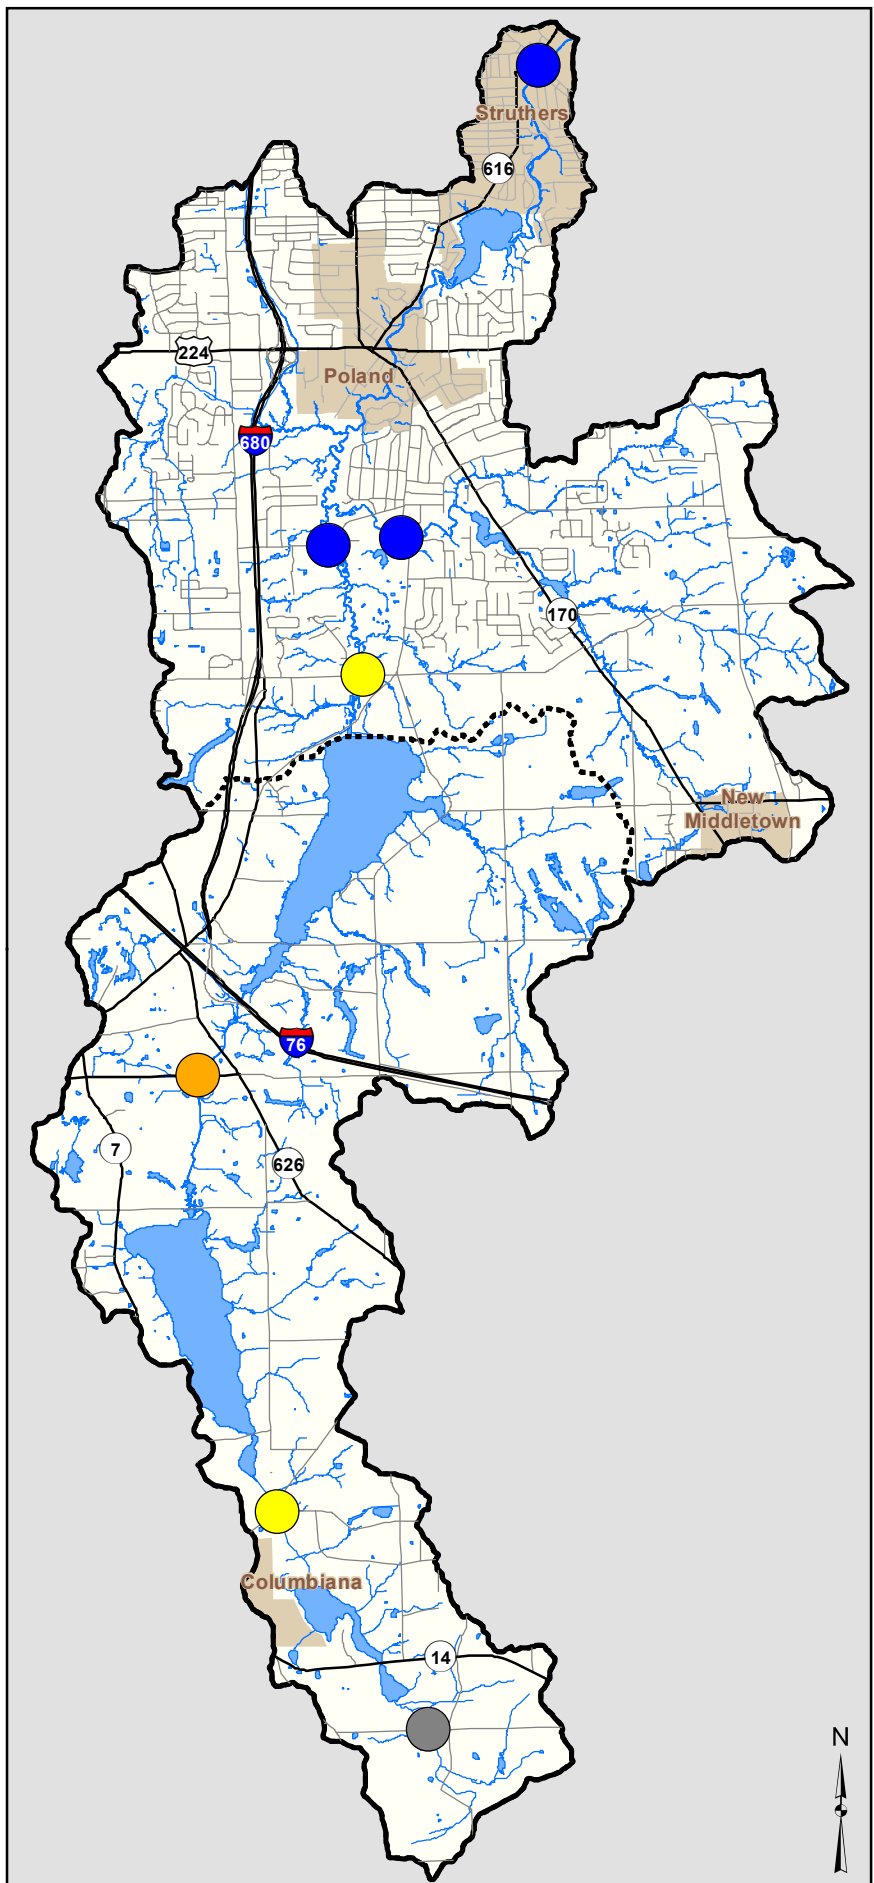 Struthers
616
224
Poland
680
170
New
Middletown
76
7
626
Columbiana
14
N